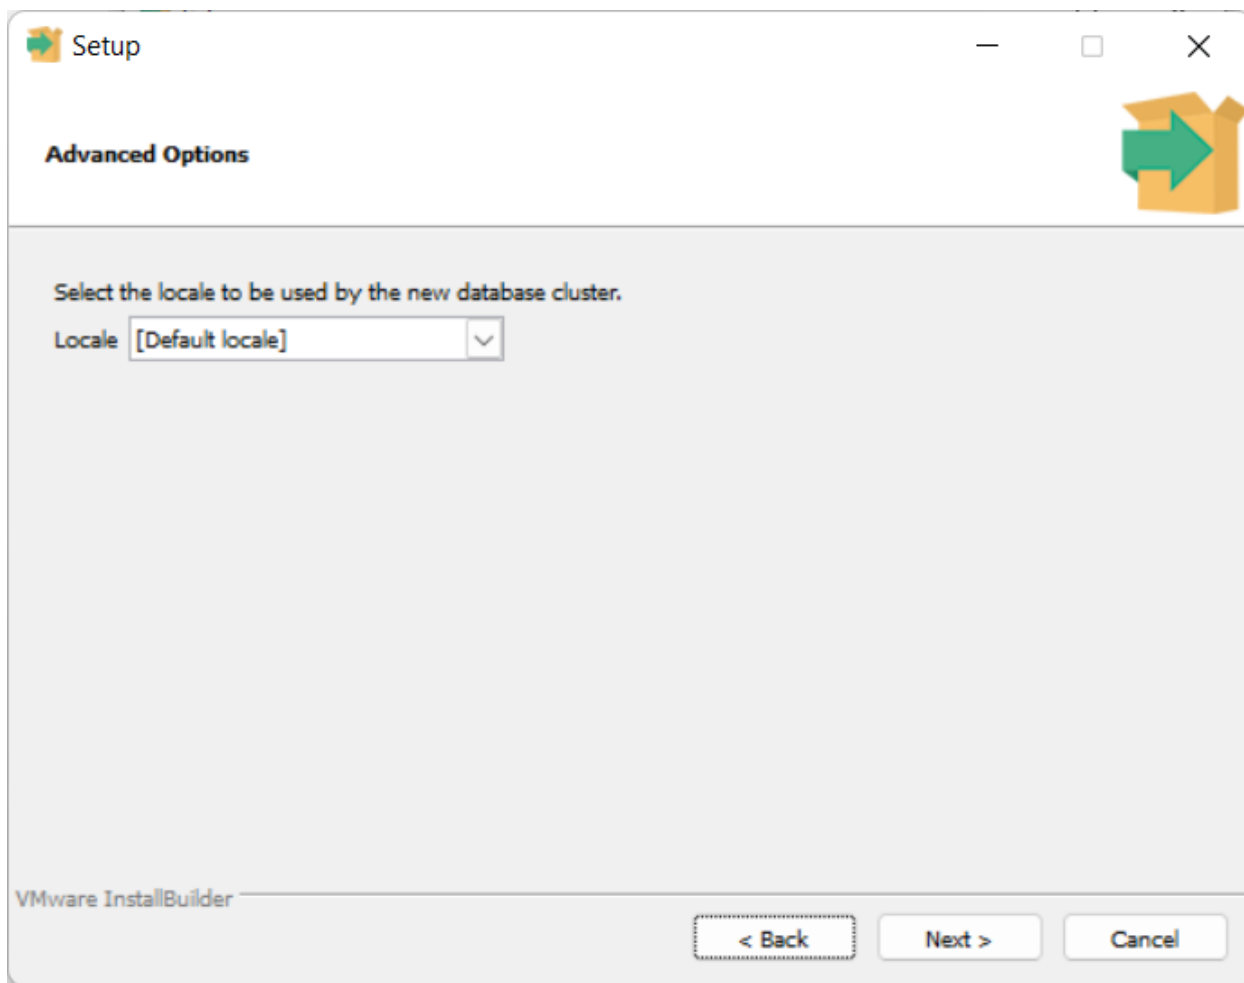 Setup
Advanced Options
Select the locale to be used by the new database cluster.
Locale [Default locale]
VMware InstallBuilder
< Back Next > Cancel